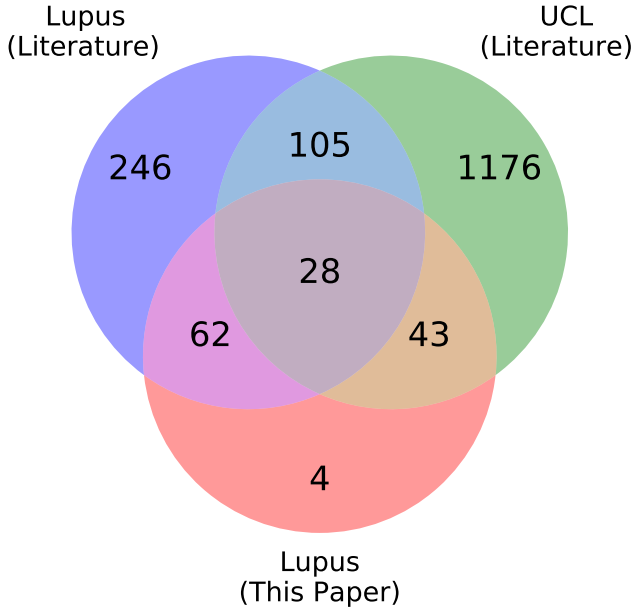 Lupus
(Literature)
UCL
(Literature)
105
246
1176
28
62
43
4
Lupus
(This Paper)